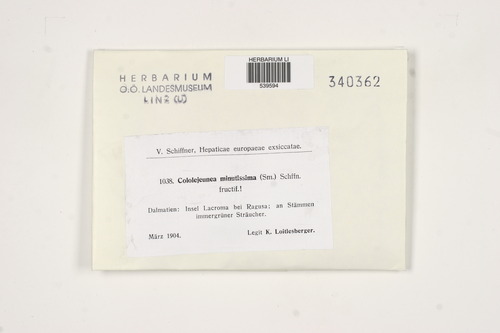 HERBARIUM
O.Ö. LANDESMUSEUM
LINZ (LI)
HERBARIUM LI
539594
340362
V. Schiffner, Hepaticae europaeae exsiccatae.
1038. Cololejeunea minutissima (Sm.) Schffn.
fructif.!
Dalmatien: Insel Lacroma bei Ragusa; an Stämmen
immergrüner Sträucher.
März 1904.
Legit K. Loitlesberger.